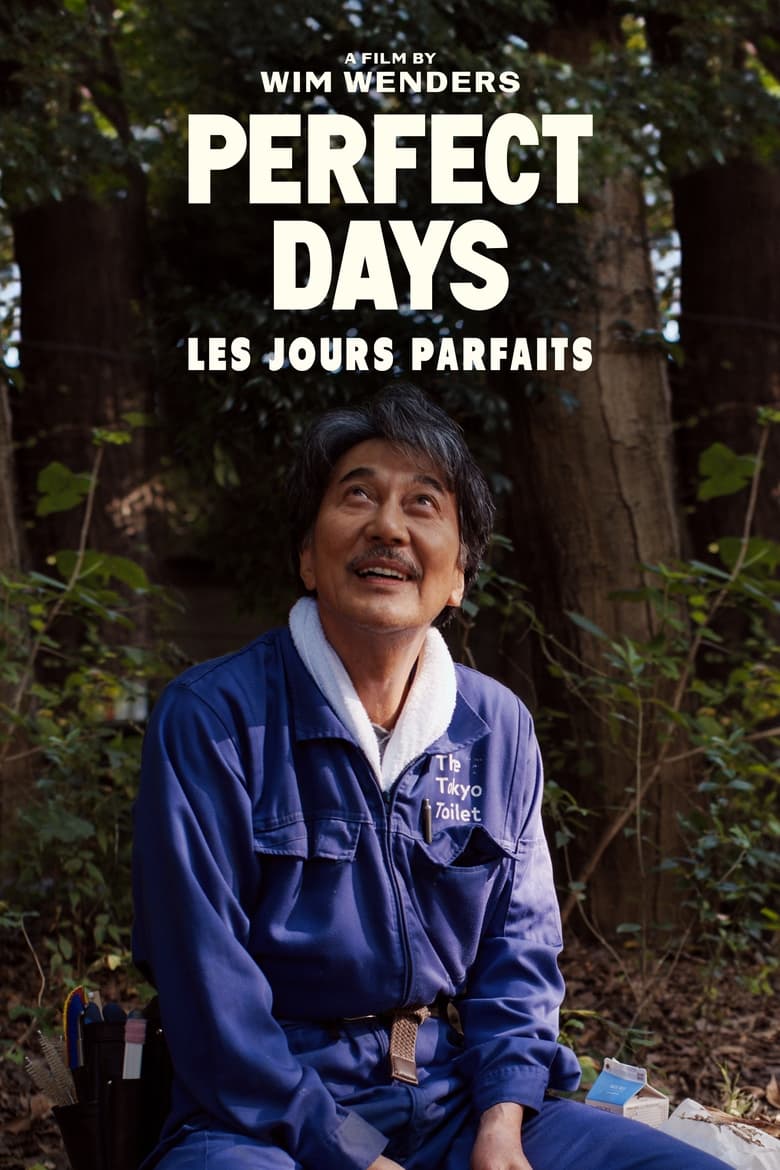 A FILM BY
WIM WENDERS
PERFECT
DAYS
LES JOURS PARFAITS
The
Tokyo
Toilet